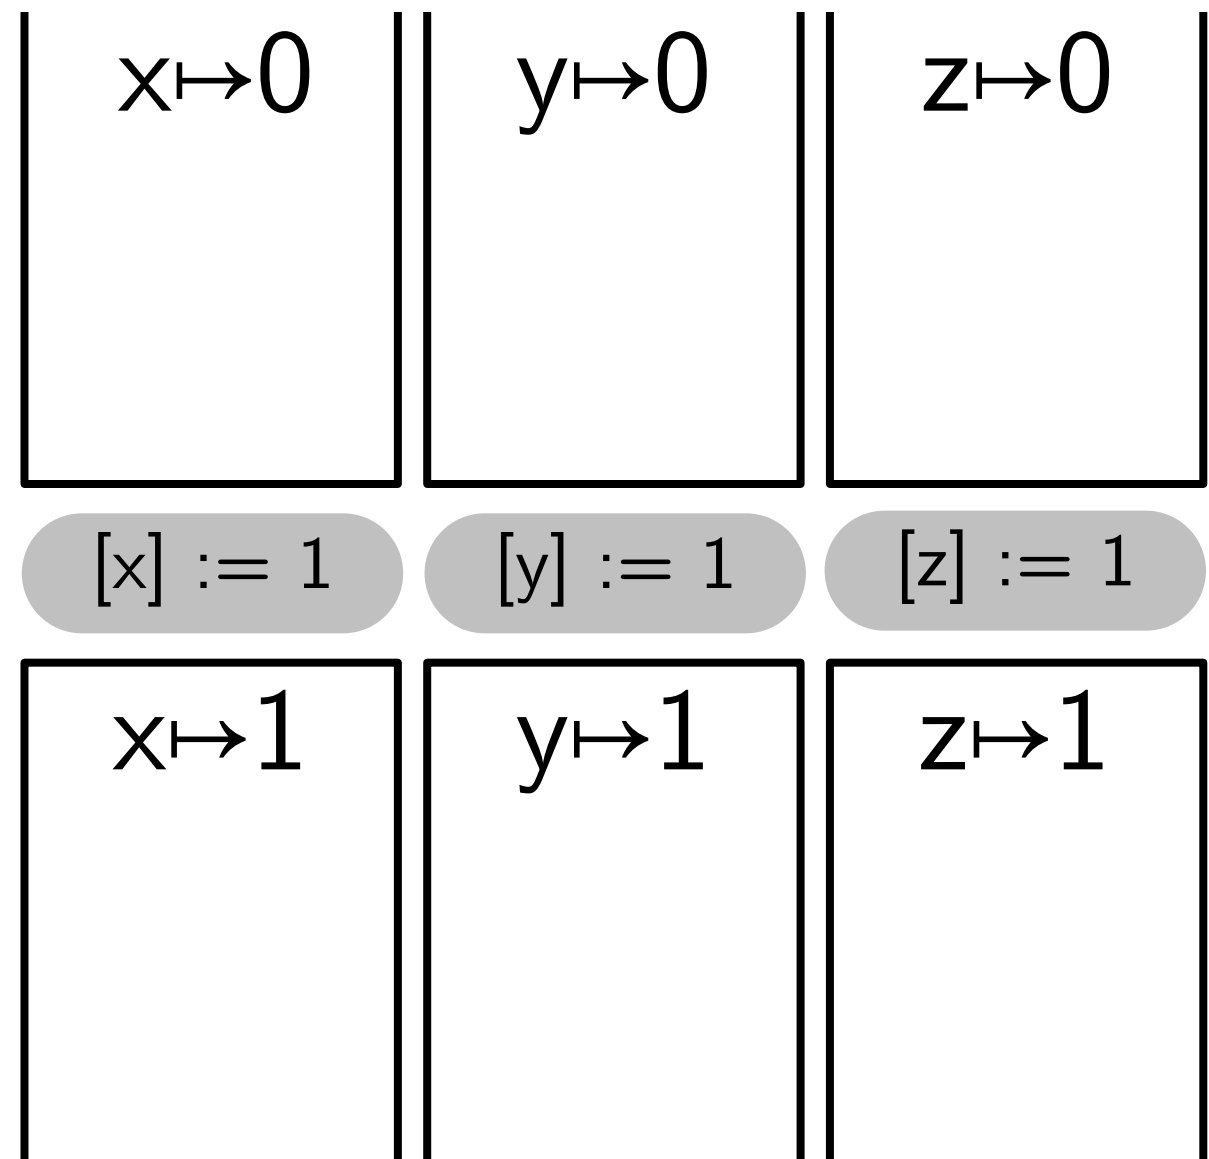 x↦0 y↦0 z↦0
[x] := 1 [y] := 1 [z] := 1
x↦1 y↦1 z↦1